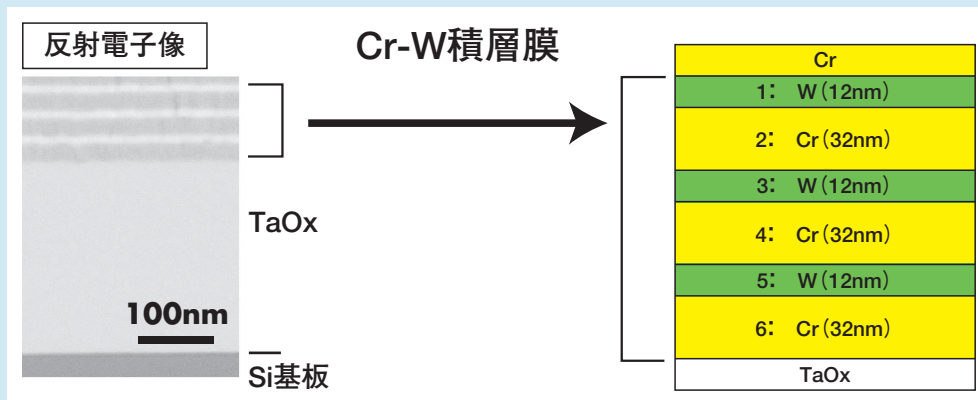 反射電子像
Cr-W積層膜
TaOx
100nm
Si基板
Cr
1： W（12nm）
2： Cr（32nm）
3： W（12nm）
4： Cr（32nm）
5： W（12nm）
6： Cr（32nm）
TaOx